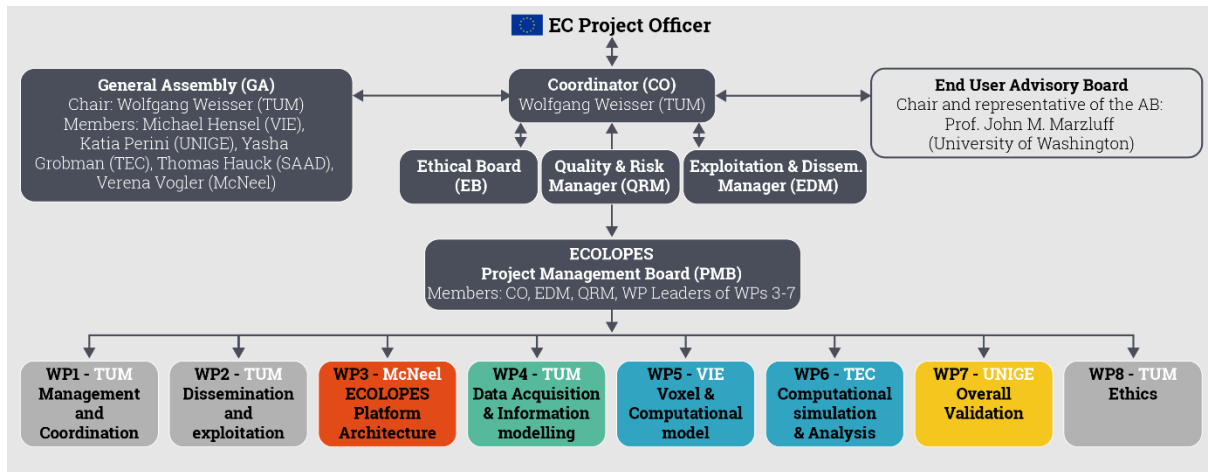 EC Project Officer
General Assembly (GA)
Chair: Wolfgang Weisser (TUM)
Members: Michael Hensel (VIE),
Katia Perini (UNIGE), Yasha
Grobman (TEC), Thomas Hauck (SAAD),
Verena Vogler (McNeel)
Coordinator (CO)
Wolfgang Weisser (TUM)
End User Advisory Board
Chair and representative of the AB:
Prof. John M. Marzluff
(University of Washington)
Ethical Board
(EB)
Quality & Risk
Manager (QRM)
Exploitation & Dissem.
Manager (EDM)
ECOLOPES
Project Management Board (PMB)
Members: CO, EDM, QRM, WP Leaders of WPs 3-7
WP1 - TUM
Management
and
Coordination
WP2 - TUM
Dissemination
and
exploitation
WP3 - McNeel
ECOLOPES
Platform
Architecture
WP4 - TUM
Data Acquisition
& Information
modelling
WP5 - VIE
Voxel &
Computational
model
WP6 - TEC
Computational
simulation
& Analysis
WP7 - UNIGE
Overall
Validation
WP8 - TUM
Ethics